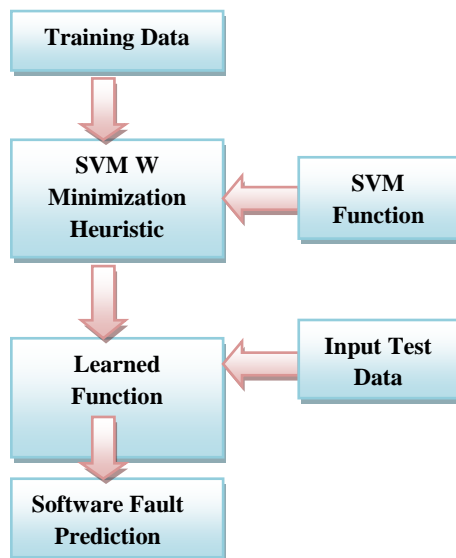 Training Data
SVM W
Minimization
Heuristic
SVM
Function
Learned
Function
Input Test
Data
Software Fault
Prediction